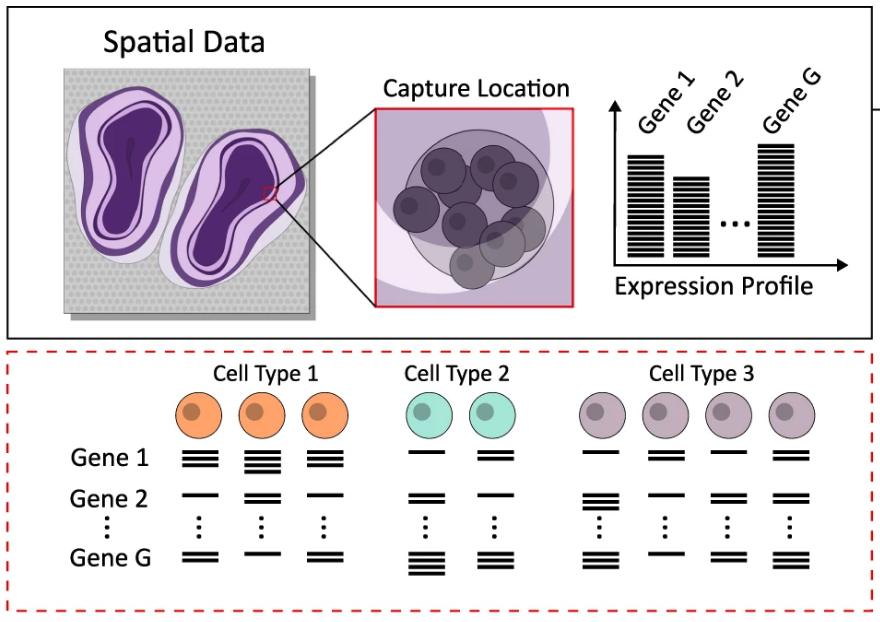 Spatial Data
Capture Location
Gene 1
Gene 2
Gene G
...
Expression Profile
Cell Type 1 Cell Type 2 Cell Type 3
Gene 1
Gene 2
Gene G